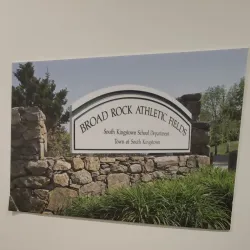 BROAD ROCK ATHLETIC FIELDS
South Kingstown School Department
Town of South Kingstown